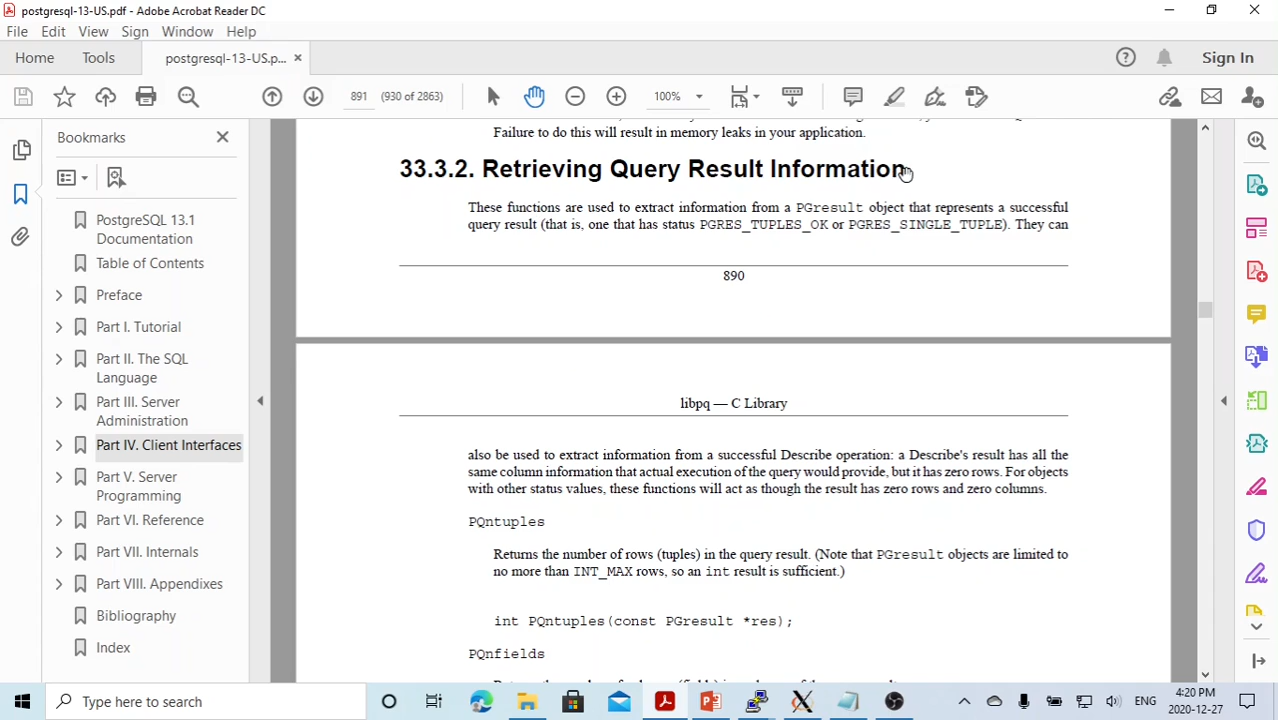 postgresql-13-US.pdf - Adobe Acrobat Reader DC
File Edit View Sign Window Help
Home Tools postgresql-13-US.p... Sign In
891 (930 of 2863) 100%
Bookmarks
PostgreSQL 13.1
Documentation
Table of Contents
Preface
Part I. Tutorial
Part II. The SQL
Language
Part III. Server
Administration
Part IV. Client Interfaces
Part V. Server
Programming
Part VI. Reference
Part VII. Internals
Part VIII. Appendixes
Bibliography
Index
Failure to do this will result in memory leaks in your application.
33.3.2. Retrieving Query Result Information
These functions are used to extract information from a PGresult object that represents a successful
query result (that is, one that has status PGRES_TUPLES_OK or PGRES_SINGLE_TUPLE). They can
890
libpq — C Library
also be used to extract information from a successful Describe operation: a Describe's result has all the
same column information that actual execution of the query would provide, but it has zero rows. For objects
with other status values, these functions will act as though the result has zero rows and zero columns.
PQntuples
Returns the number of rows (tuples) in the query result. (Note that PGresult objects are limited to
no more than INT_MAX rows, so an int result is sufficient.)
int PQntuples(const PGresult *res);
PQnfields
Type here to search
ENG
4:20 PM
2020-12-27